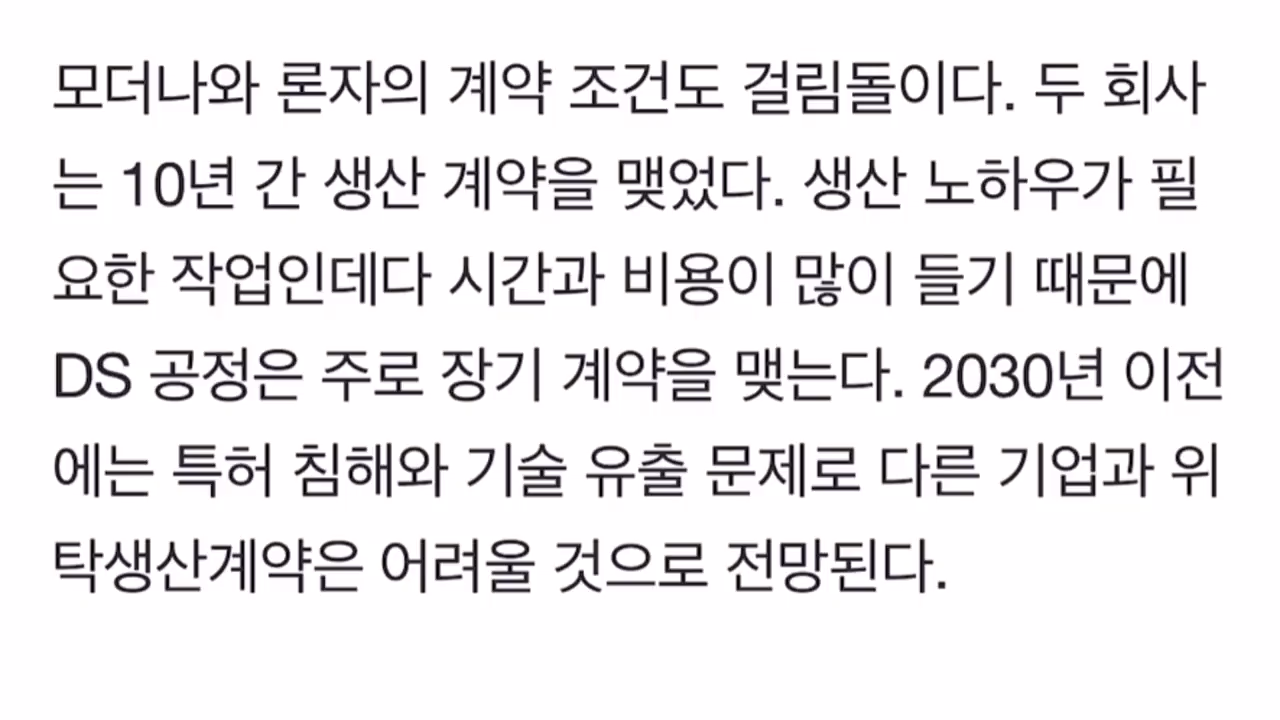 모더나와 론자의 계약 조건도 걸림돌이다. 두 회사
는 10년 간 생산 계약을 맺었다. 생산 노하우가 필
요한 작업인데다 시간과 비용이 많이 들기 때문에
DS 공정은 주로 장기 계약을 맺는다. 2030년 이전
에는 특허 침해와 기술 유출 문제로 다른 기업과 위
탁생산계약은 어려울 것으로 전망된다.